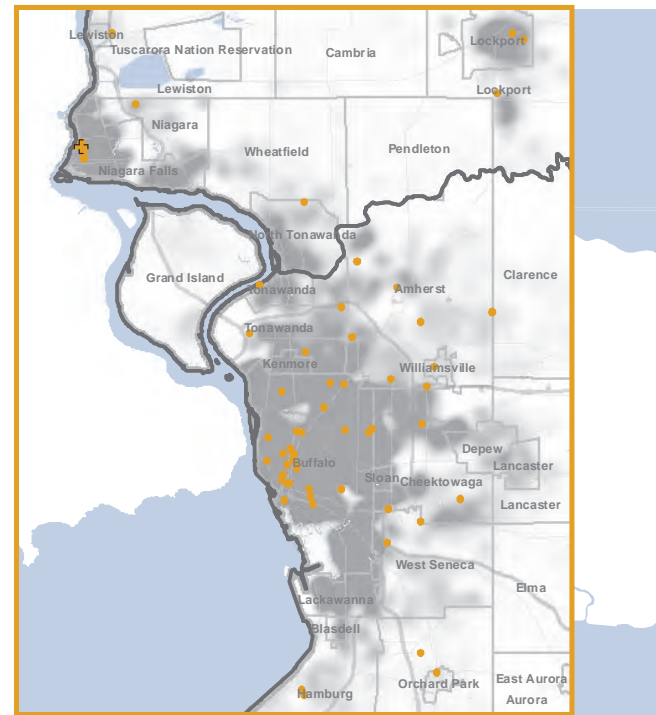 Lewiston
Tuscarora Nation Reservation
Cambria
Lockport
Lewiston
Lockport
Niagara
Wheatfield
Pendleton
Niagara Falls
North Tonawanda
Grand Island
Tonawanda
Amherst
Clarence
Tonawanda
Kenmore
Williamsville
Depew
Buffalo
Lancaster
Sloan
Cheektowaga
Lancaster
West Seneca
Elma
Lackawanna
Blasdell
Orchard Park
East Aurora
Hamburg
Aurora